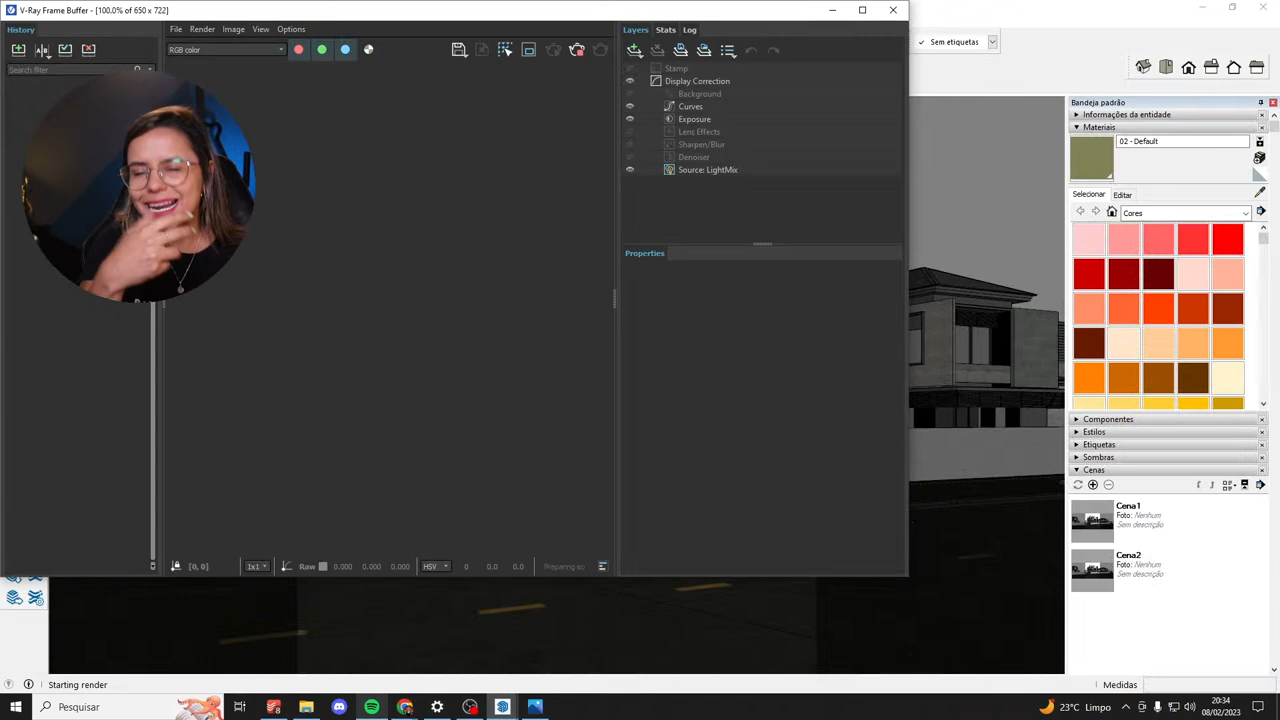 V-Ray Frame Buffer - [100.0% of 650 x 722]
History
File Render Image View Options
Layers Stats Log
Sem etiquetas
RGB color
Search filter
Stamp
Display Correction
Background
Curves
Exposure
Lens Effects
Sharpen/Blur
Denoiser
Source: LightMix
Properties
Bandeja padrão
Informações da entidade
Materiais
02 - Default
Selecionar Editar
Cores
Componentes
Estilos
Etiquetas
Sombras
Cenas
Cena1
Foto: Nenhum
Sem descrição
Cena2
Foto: Nenhum
Sem descrição
[0, 0] 1x1 Raw 0.000 0.000 0.000 HSV 0 0.0 0.0 Preparing sc
Starting render
Medidas
Pesquisar
23°C Limpo
20:34
08/02/2023